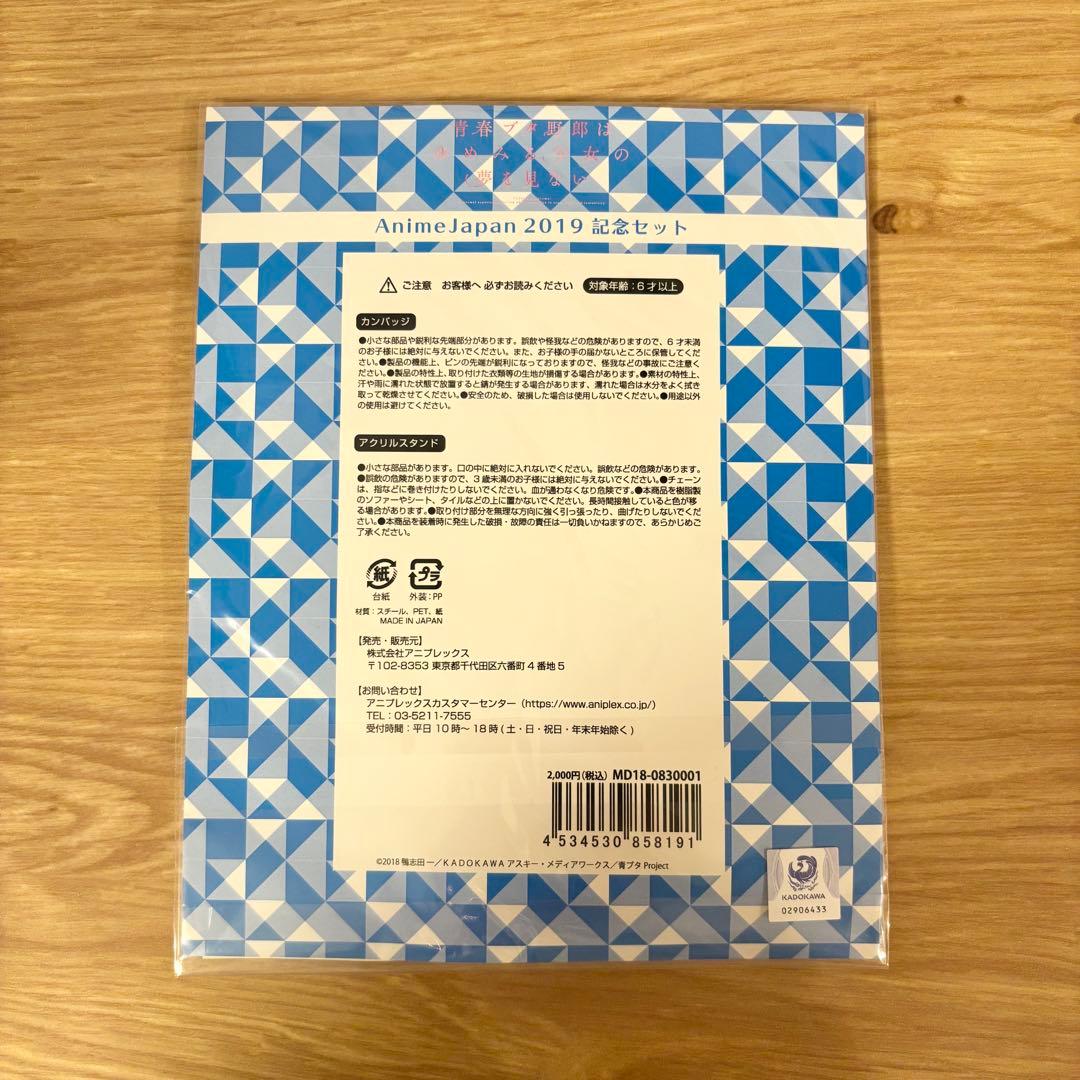 青春ブタ野郎は
ゆめみる少女の
夢を見ない
AnimeJapan 2019 記念セット
ご注意 お客様へ 必ずお読みください 対象年齢:6才以上
カンバッジ
●小さな部品や鋭利な先端部分があります。誤飲や怪我などの危険がありますので、6才未満
のお子様には絶対に与えないでください。また、お子様の手の届かないところに保管してくだ
さい。●製品の機能上、ピンの先端が鋭利になっておりますので、怪我などの事故にご注意く
ださい。●製品の特性上、取り付けた衣類等の生地が損傷する場合があります。●素材の特性上、
汗や雨に濡れた状態で放置すると錆が発生する場合があります、濡れた場合は水分をよく拭き
取って乾燥させてください。●安全のため、破損した場合は使用しないでください。●用途以外
の使用は避けてください。
アクリルスタンド
●小さな部品があります。口の中に絶対に入れないでください。誤飲などの危険があります。
●誤飲の危険がありますので、3歳未満のお子様には絶対に与えないでください。●チェーン
は、指などに巻き付けたりしないでください。血が通わなくなり危険です。●本商品を樹脂製
のソファーやシート、タイルなどの上に置かないでください。長時間接触していると色が移
る場合があります。●取り付け部分を無理な方向に強く引っ張ったり、曲げたりしないでくだ
さい。●本商品を装着時に発生した破損・故障の責任は一切負いかねますので、あらかじめご
了承ください。
紙 プラ
台紙 外装:PP
材質:スチール、PET、紙
MADE IN JAPAN
【発売・販売元】
株式会社アニプレックス
〒102-8353 東京都千代田区六番町4番地5
【お問い合わせ】
アニプレックスカスタマーセンター(https://www.aniplex.co.jp/)
TEL:03-5211-7555
受付時間:平日10時〜18時(土・日・祝日・年末年始除く)
2,000円(税込) MD18-0830001
4 534530 858191
©2018 鴨志田 一/KADOKAWA アスキー・メディアワークス/青ブタ Project
KADOKAWA
02906433